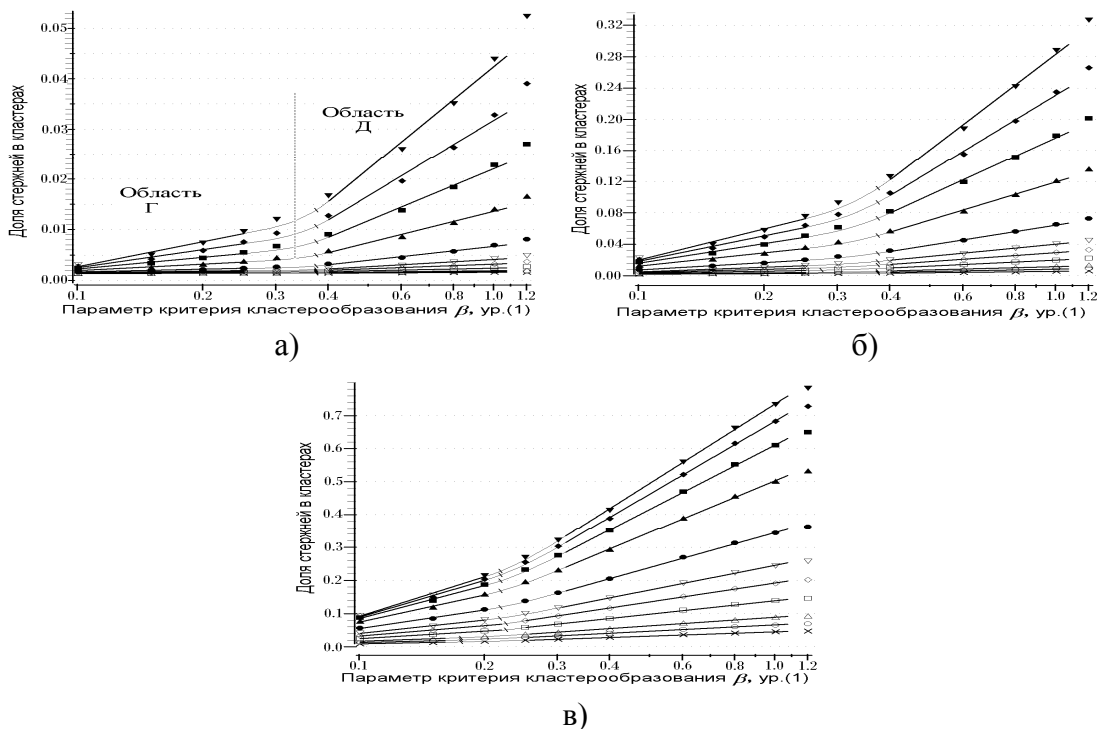 0.05
0.04
0.03
0.02
0.01
0.00
Доля стержней в кластерах
Область
Г
Область
Д
0.1 0.2 0.3 0.4 0.6 0.8 1.0 1.2
Параметр критерия кластерообразования β, ур.(1)
а)
0.32
0.28
0.24
0.20
0.16
0.12
0.08
0.04
0.00
Доля стержней в кластерах
0.1 0.2 0.3 0.4 0.6 0.8 1.0 1.2
Параметр критерия кластерообразования β, ур.(1)
б)
0.7
0.6
0.5
0.4
0.3
0.2
0.1
0.0
Доля стержней в кластерах
0.1 0.2 0.3 0.4 0.6 0.8 1.0 1.2
Параметр критерия кластерообразования β, ур.(1)
в)